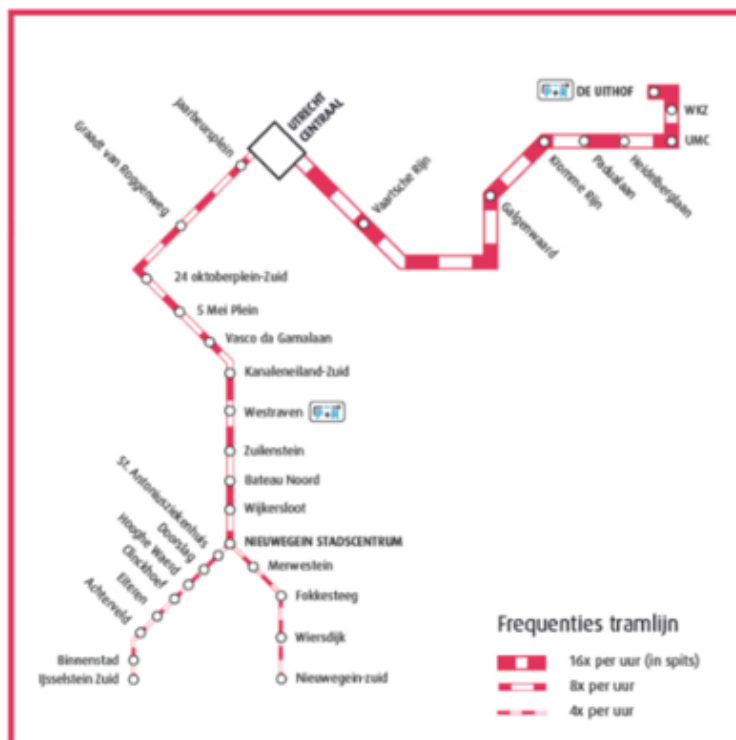 P+R DE UITHOF
WKZ
UMC
Heidelberglaan
Padualaan
Kromme Rijn
Galgenwaard
Vaartsche Rijn
UTRECHT
CENTRAAL
Jaarbeursplein
Graadt van Roggenweg
24 oktoberplein-Zuid
5 Mei Plein
Vasco da Gamalaan
Kanaleneiland-Zuid
Westraven P+R
Zuilenstein
Bateau Noord
Wijkersloot
NIEUWEGEIN STADSCENTRUM
St. Antoniusziekenhuis
Doorslag
Hooghe Waerd
Clinckhoef
Eiteren
Achterveld
Binnenstad
Ijsselstein Zuid
Merwestein
Fokkesteeg
Wiersdijk
Nieuwegein-zuid
Frequenties tramlijn
16x per uur (in spits)
8x per uur
4x per uur